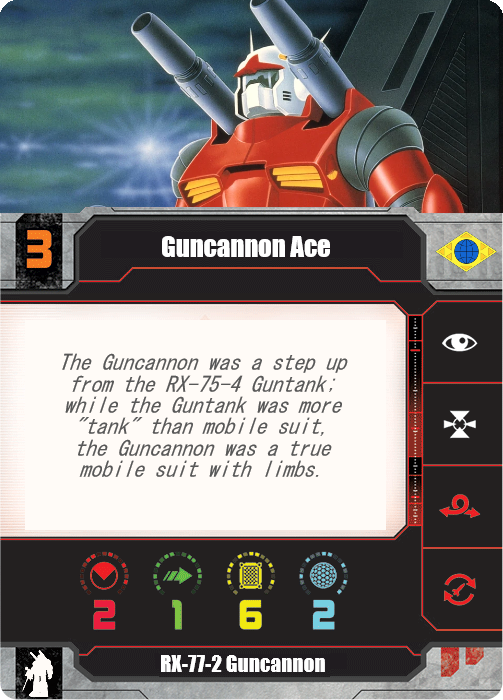 3
Guncannon Ace
The Guncannon was a step up
from the RX-75-4 Guntank;
while the Guntank was more
"tank" than mobile suit,
the Guncannon was a true
mobile suit with limbs.
2 1 6 2
RX-77-2 Guncannon